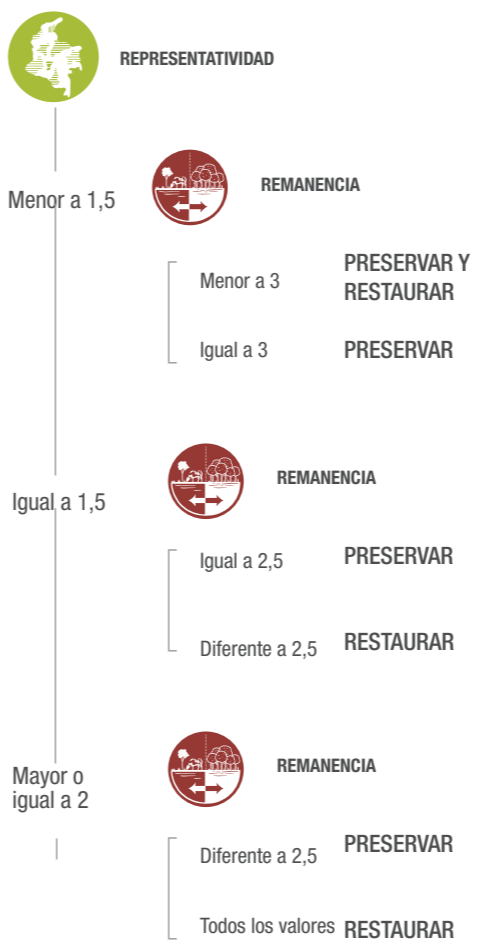 REPRESENTATIVIDAD
Menor a 1,5
REMANENCIA
Menor a 3
PRESERVAR Y
RESTAURAR
Igual a 3
PRESERVAR
Igual a 1,5
REMANENCIA
Igual a 2,5
PRESERVAR
Diferente a 2,5
RESTAURAR
Mayor o
igual a 2
REMANENCIA
Diferente a 2,5
PRESERVAR
Todos los valores
RESTAURAR